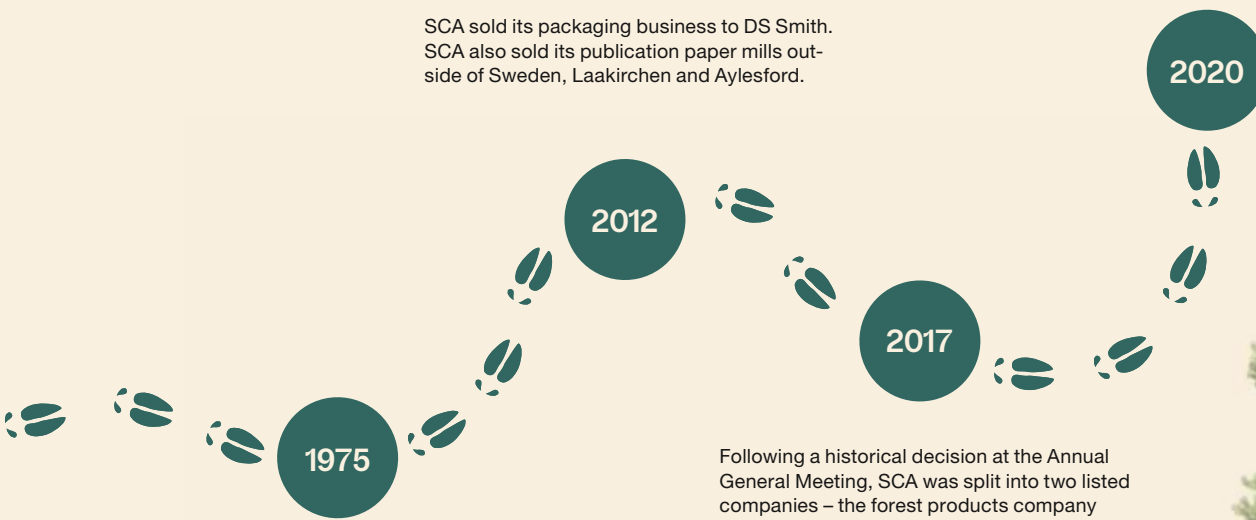 SCA sold its packaging business to DS Smith.
SCA also sold its publication paper mills out-
side of Sweden, Laakirchen and Aylesford.
2020
2012
2017
1975
Following a historical decision at the Annual
General Meeting, SCA was split into two listed
companies – the forest products company